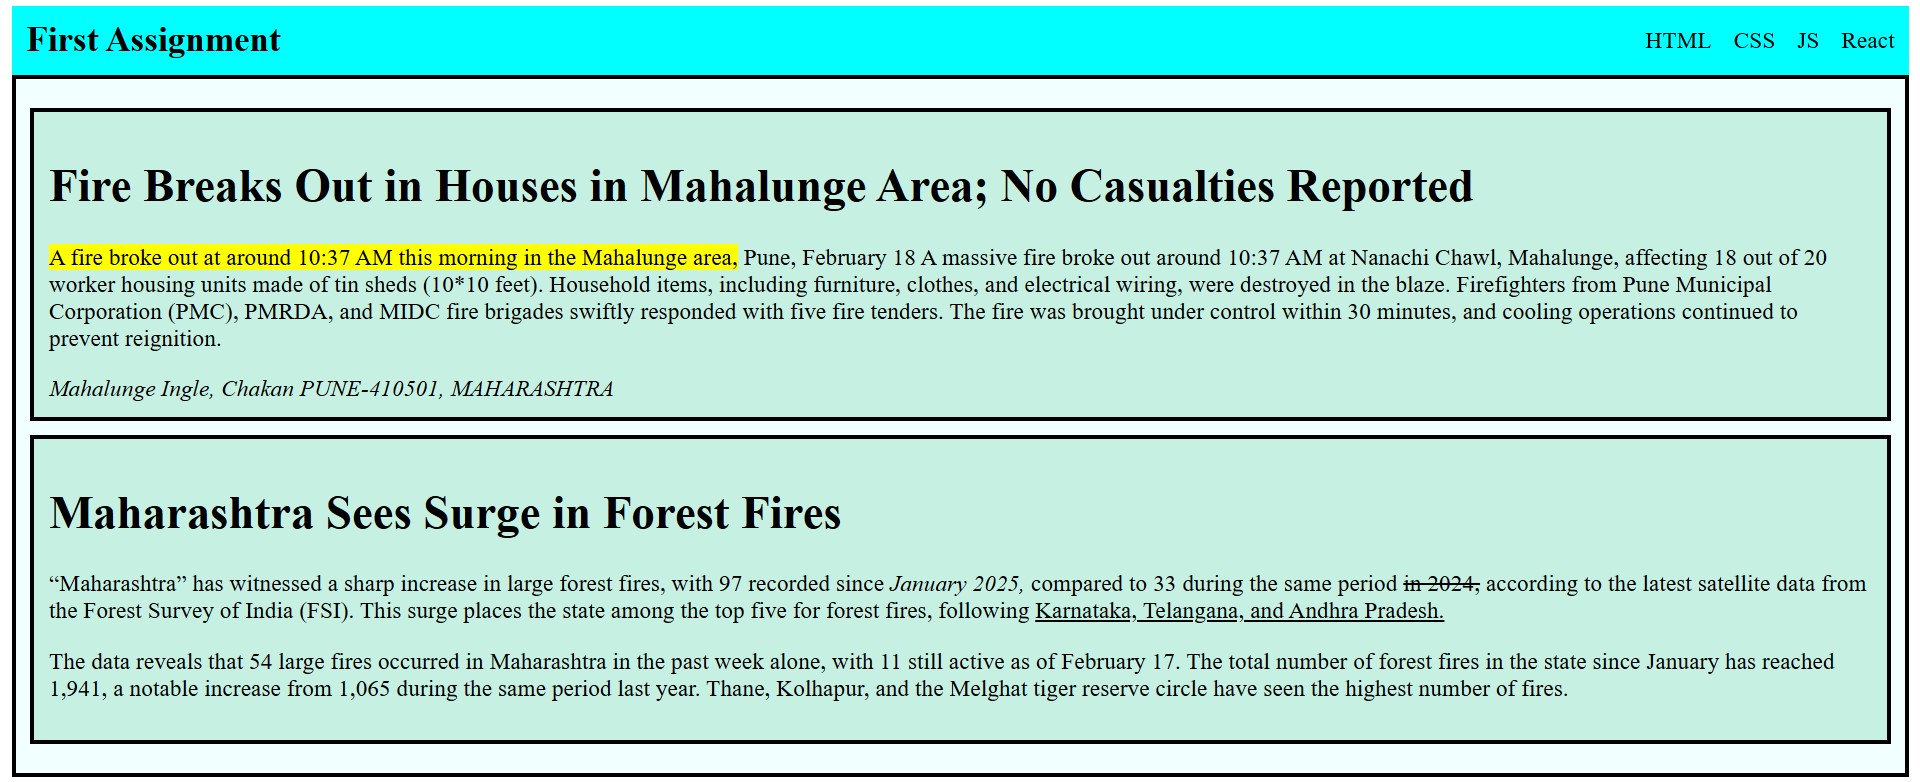 First Assignment
HTML CSS JS React
Fire Breaks Out in Houses in Mahalunge Area; No Casualties Reported
A fire broke out at around 10:37 AM this morning in the Mahalunge area, Pune, February 18 A massive fire broke out around 10:37 AM at Nanachi Chawl, Mahalunge, affecting 18 out of 20
worker housing units made of tin sheds (10*10 feet). Household items, including furniture, clothes, and electrical wiring, were destroyed in the blaze. Firefighters from Pune Municipal
Corporation (PMC), PMRDA, and MIDC fire brigades swiftly responded with five fire tenders. The fire was brought under control within 30 minutes, and cooling operations continued to
prevent reignition.
Mahalunge Ingle, Chakan PUNE-410501, MAHARASHTRA
Maharashtra Sees Surge in Forest Fires
“Maharashtra” has witnessed a sharp increase in large forest fires, with 97 recorded since January 2025, compared to 33 during the same period in 2024, according to the latest satellite data from
the Forest Survey of India (FSI). This surge places the state among the top five for forest fires, following Karnataka, Telangana, and Andhra Pradesh.
The data reveals that 54 large fires occurred in Maharashtra in the past week alone, with 11 still active as of February 17. The total number of forest fires in the state since January has reached
1,941, a notable increase from 1,065 during the same period last year. Thane, Kolhapur, and the Melghat tiger reserve circle have seen the highest number of fires.